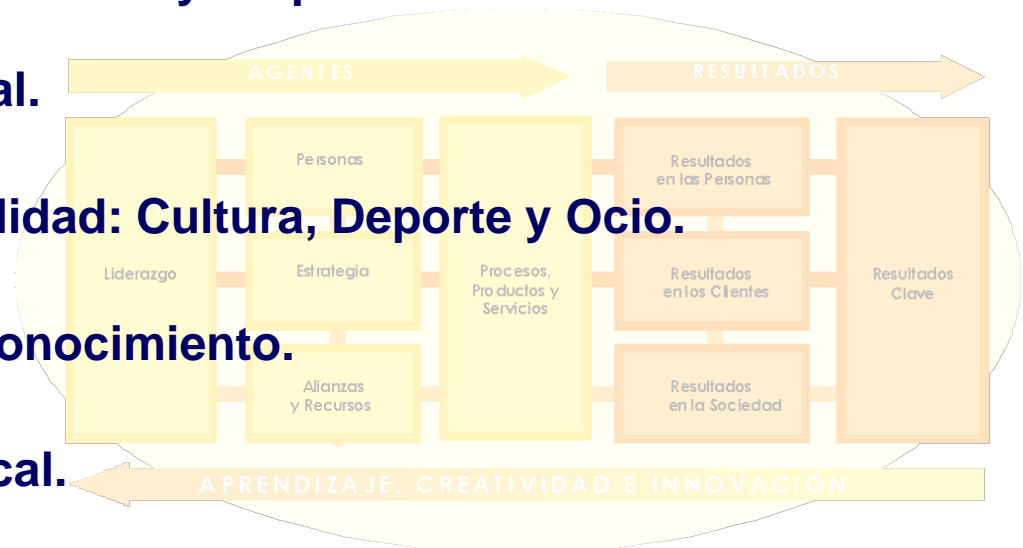 y
al.
AGENTES
RESULTADOS
Personas
Resultados
en las Personas
lidad: Cultura, Deporte y Ocio.
Liderazgo
Estrategia
Procesos,
Productos y
Servicios
Resultados
en los Clientes
Resultados
Clave
onocimiento.
Alianzas
y Recursos
Resultados
en la Sociedad
cal.
APRENDIZAJE, CREATIVIDAD E INNOVACIÓN